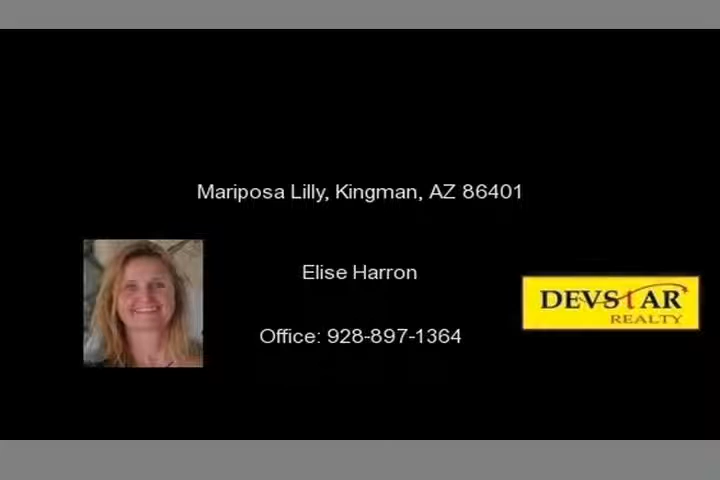 Mariposa Lilly, Kingman, AZ 86401
Elise Harron
DEVSTAR
REALTY
Office: 928-897-1364